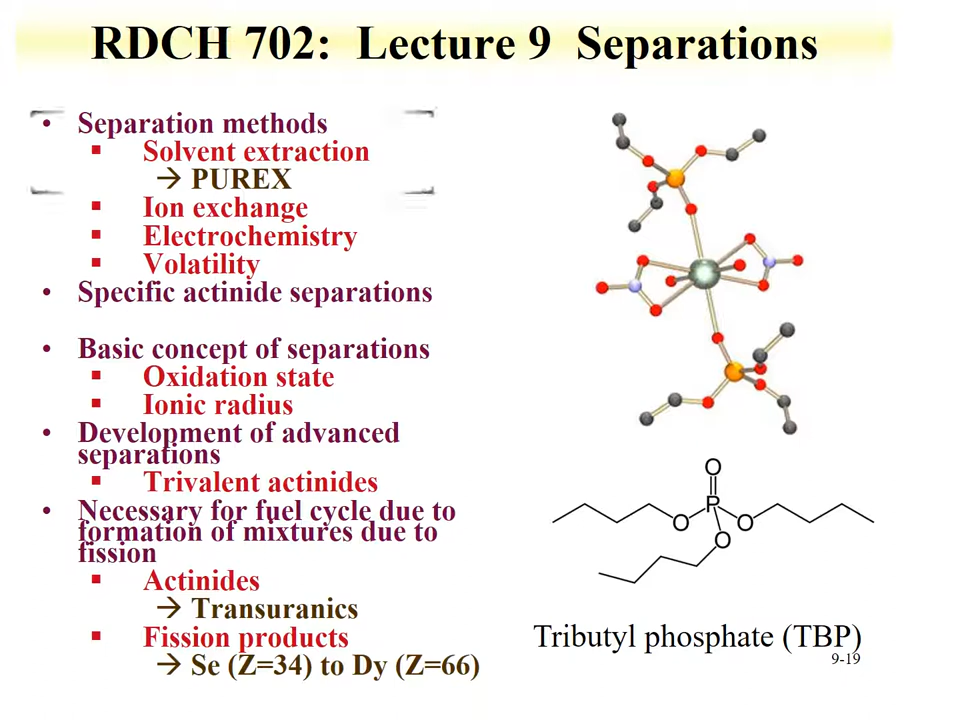 RDCH 702: Lecture 9 Separations
• Separation methods
▪ Solvent extraction
→ PUREX
▪ Ion exchange
▪ Electrochemistry
▪ Volatility
• Specific actinide separations
• Basic concept of separations
▪ Oxidation state
▪ Ionic radius
• Development of advanced
separations
▪ Trivalent actinides
• Necessary for fuel cycle due to
formation of mixtures due to
fission
▪ Actinides
→ Transuranics
▪ Fission products
→ Se (Z=34) to Dy (Z=66)
O
P
O
O
O
Tributyl phosphate (TBP)
9-19